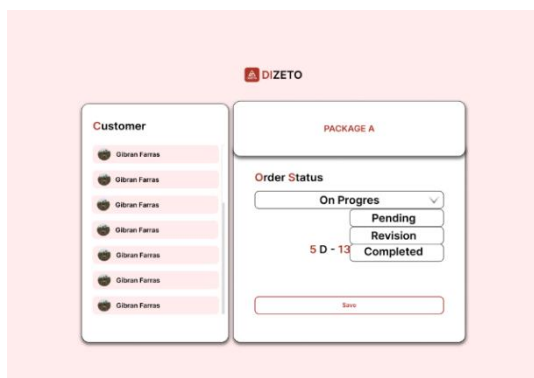 DIZETO
Customer
Gibran Farras
Gibran Farras
Gibran Farras
Gibran Farras
Gibran Farras
Gibran Farras
Gibran Farras
PACKAGE A
Order Status
On Progres
Pending
Revision
Completed
5 D - 13
Save